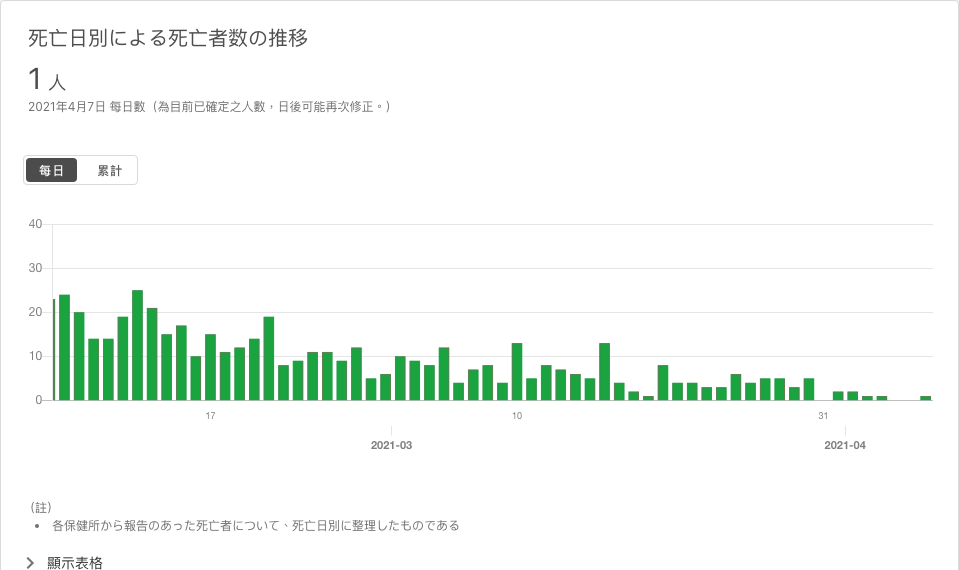 死亡日別による死亡者数の推移
1 人
2021年4月7日 每日數（為目前已確定之人數，日後可能再次修正。）
每日 累計
40
30
20
10
0
17 10 31
2021-03 2021-04
（註）
• 各保健所から報告のあった死亡者について、死亡日別に整理したものである
顯示表格